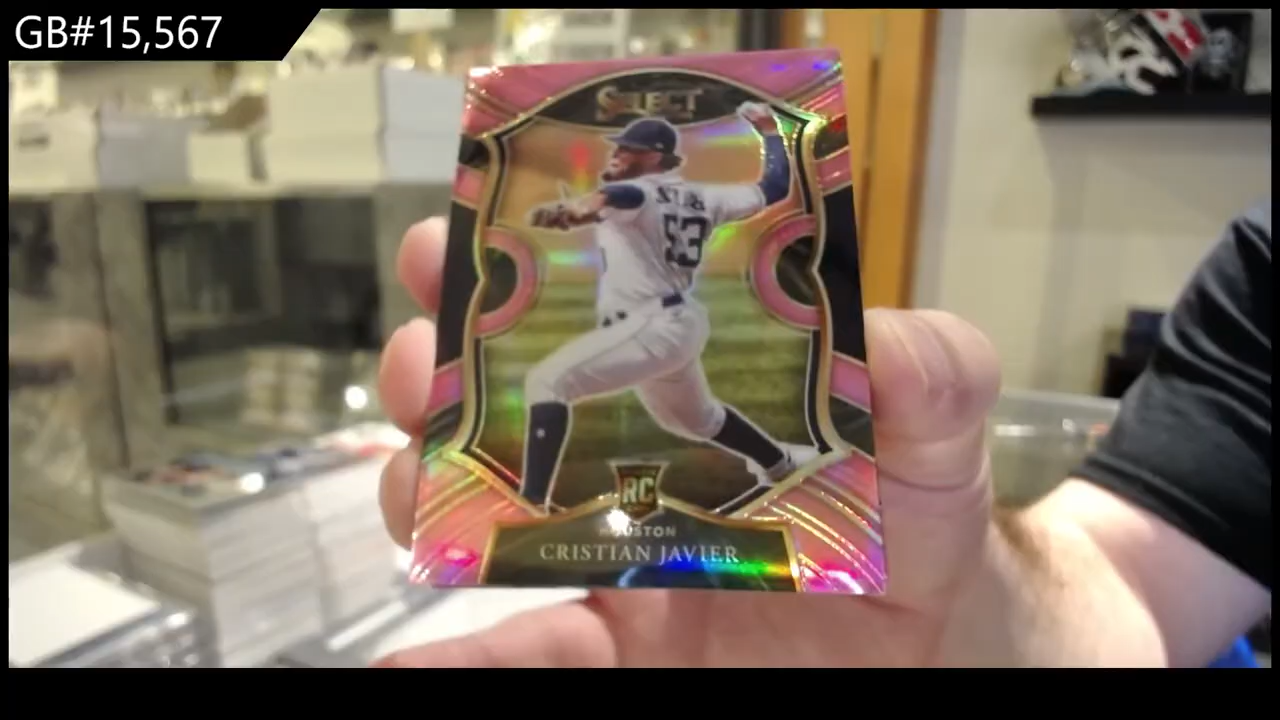 GB#15,567
SELECT
53
RC
HOUSTON
CRISTIAN JAVIER